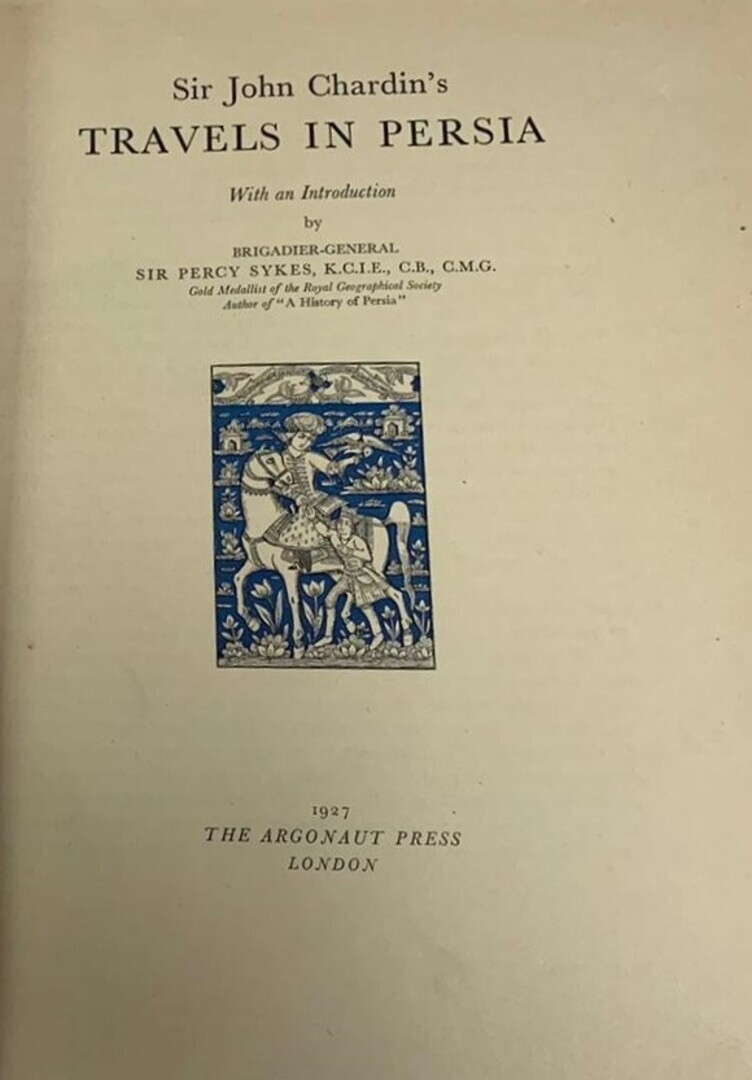 Sir John Chardin's
TRAVELS IN PERSIA
With an Introduction
by
BRIGADIER-GENERAL
SIR PERCY SYKES, K.C.I.E., C.B., C.M.G.
Gold Medallist of the Royal Geographical Society
Author of "A History of Persia"
1927
THE ARGONAUT PRESS
LONDON